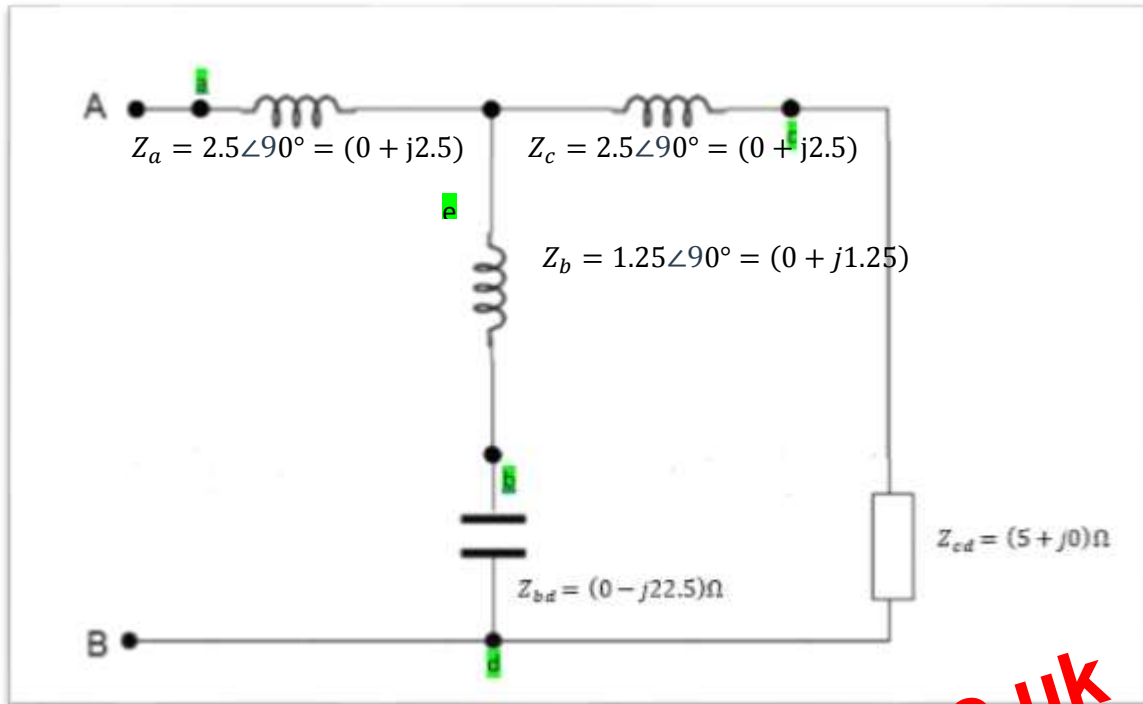 A
Z_a = 2.5∠90° = (0 + j2.5)
Z_c = 2.5∠90° = (0 + j2.5)
e
Z_b = 1.25∠90° = (0 + j1.25)
b
Z_cd = (5 + j0)Ω
Z_bd = (0 − j22.5)Ω
B
d
.uk